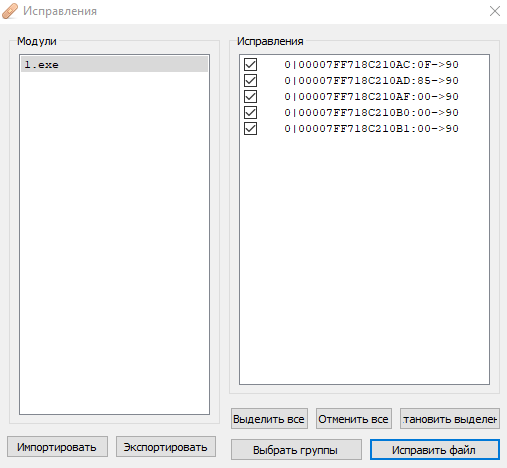 Исправления
Модули
1.exe
Исправления
0|00007FF718C210AC:0F->90
0|00007FF718C210AD:85->90
0|00007FF718C210AF:00->90
0|00007FF718C210B0:00->90
0|00007FF718C210B1:00->90
Выделить все
Отменить все
тановить выделен
Импортировать
Экспортировать
Выбрать группы
Исправить файл